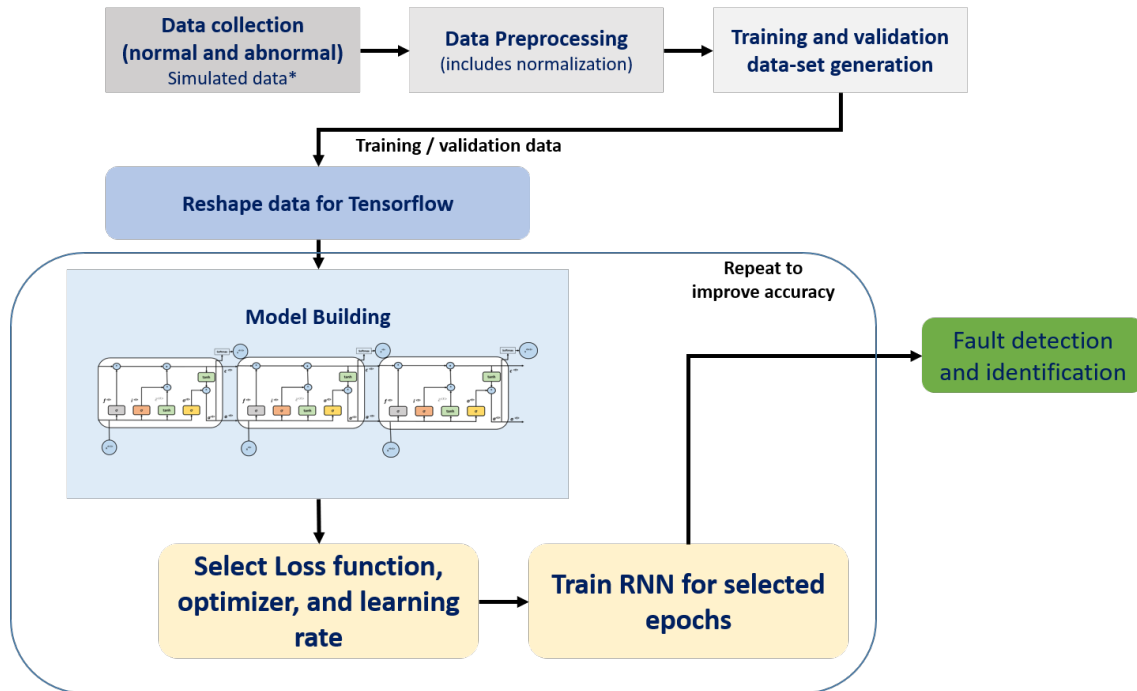 Data collection
(normal and abnormal)
Simulated data*
Data Preprocessing
(includes normalization)
Training and validation
data-set generation
Training / validation data
Reshape data for Tensorflow
Repeat to
improve accuracy
Model Building
Fault detection
and identification
Select Loss function,
optimizer, and learning
rate
Train RNN for selected
epochs